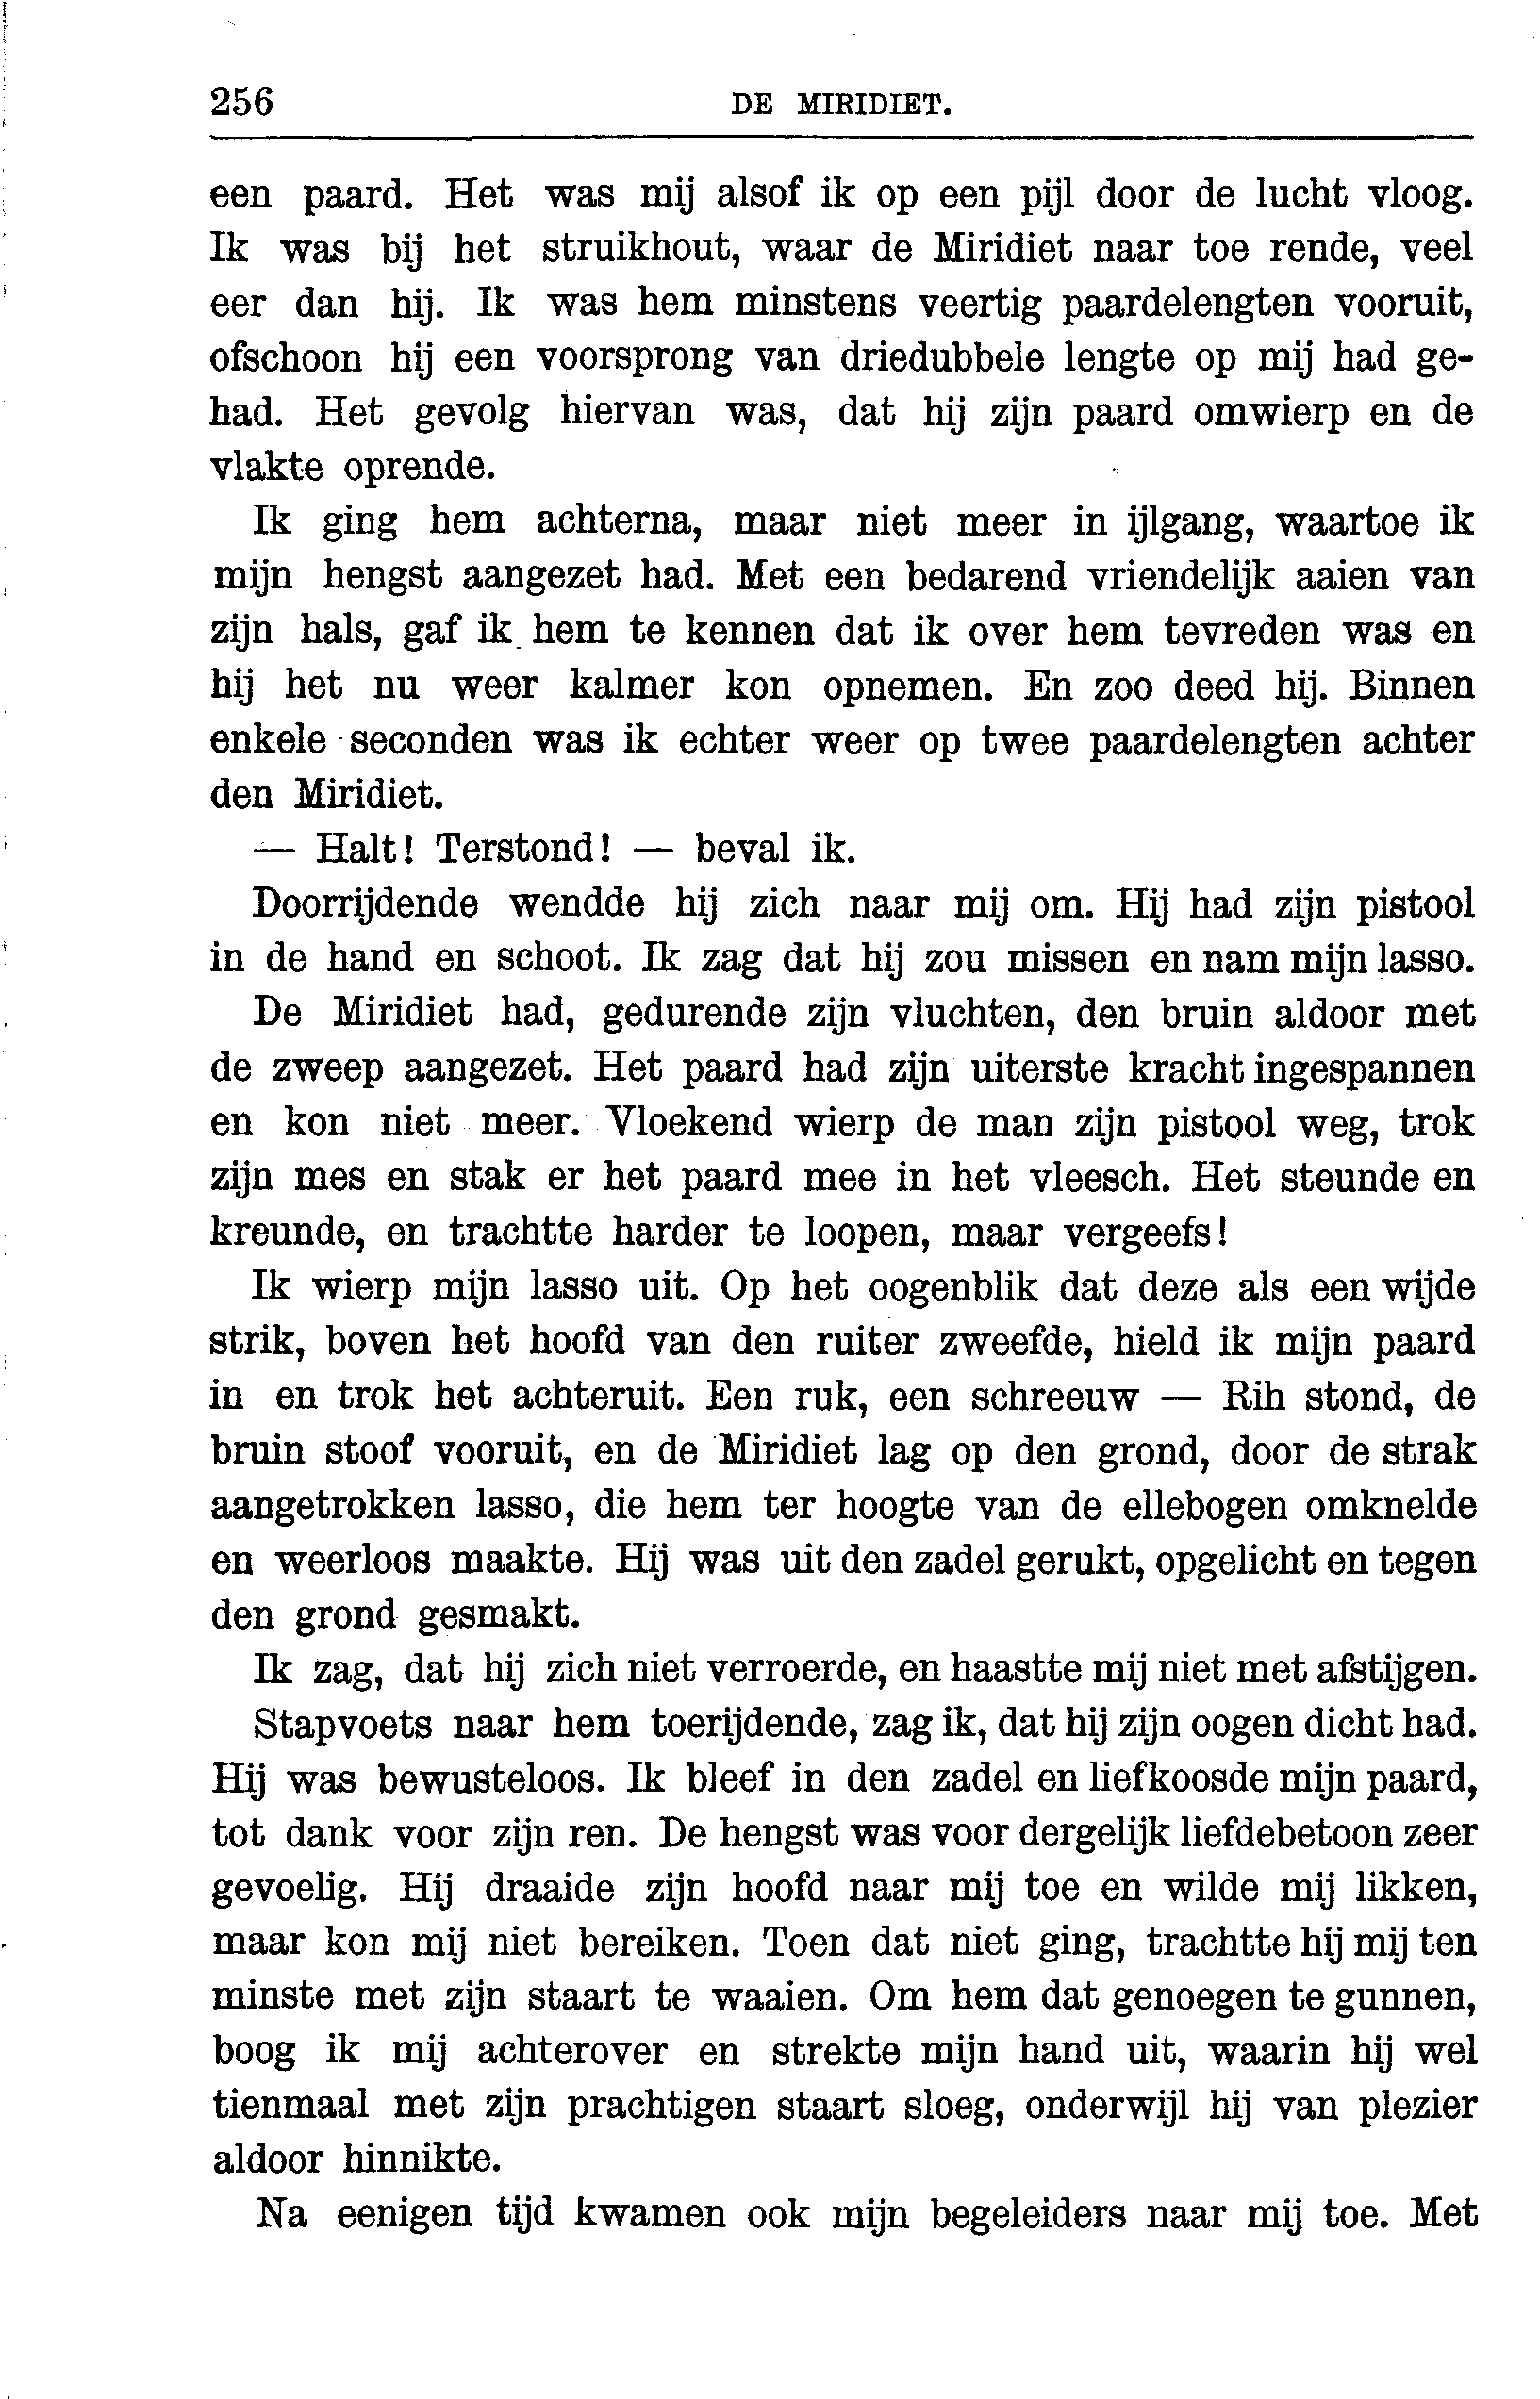 256 DE MIRIDIET.
een paard. Het was mij alsof ik op een pijl door de lucht vloog.
Ik was bij het struikhout, waar de Miridiet naar toe rende, veel
eer dan hij. Ik was hem minstens veertig paardelengten vooruit,
ofschoon hij een voorsprong van driedubbele lengte op mij had ge-
had. Het gevolg hiervan was, dat hij zijn paard omwierp en de
vlakte oprende.
Ik ging hem achterna, maar niet meer in ijlgang, waartoe ik
mijn hengst aangezet had. Met een bedarend vriendelijk aaien van
zijn hals, gaf ik hem te kennen dat ik over hem tevreden was en
hij het nu weer kalmer kon opnemen. En zoo deed hij. Binnen
enkele seconden was ik echter weer op twee paardelengten achter
den Miridiet.
— Halt! Terstond! — beval ik.
Doorrijdende wendde hij zich naar mij om. Hij had zijn pistool
in de hand en schoot. Ik zag dat hij zou missen en nam mijn lasso.
De Miridiet had, gedurende zijn vluchten, den bruin aldoor met
de zweep aangezet. Het paard had zijn uiterste kracht ingespannen
en kon niet meer. Vloekend wierp de man zijn pistool weg, trok
zijn mes en stak er het paard mee in het vleesch. Het steunde en
kreunde, en trachtte harder te loopen, maar vergeefs!
Ik wierp mijn lasso uit. Op het oogenblik dat deze als een wijde
strik, boven het hoofd van den ruiter zweefde, hield ik mijn paard
in en trok het achteruit. Een ruk, een schreeuw — Rih stond, de
bruin stoof vooruit, en de Miridiet lag op den grond, door de strak
aangetrokken lasso, die hem ter hoogte van de ellebogen omknelde
en weerloos maakte. Hij was uit den zadel gerukt, opgelicht en tegen
den grond gesmakt.
Ik zag, dat hij zich niet verroerde, en haastte mij niet met afstijgen.
Stapvoets naar hem toerijdende, zag ik, dat hij zijn oogen dicht had.
Hij was bewusteloos. Ik bleef in den zadel en liefkoosde mijn paard,
tot dank voor zijn ren. De hengst was voor dergelijk liefdebetoon zeer
gevoelig. Hij draaide zijn hoofd naar mij toe en wilde mij likken,
maar kon mij niet bereiken. Toen dat niet ging, trachtte hij mij ten
minste met zijn staart te waaien. Om hem dat genoegen te gunnen,
boog ik mij achterover en strekte mijn hand uit, waarin hij wel
tienmaal met zijn prachtigen staart sloeg, onderwijl hij van plezier
aldoor hinnikte.
Na eenigen tijd kwamen ook mijn begeleiders naar mij toe. Met